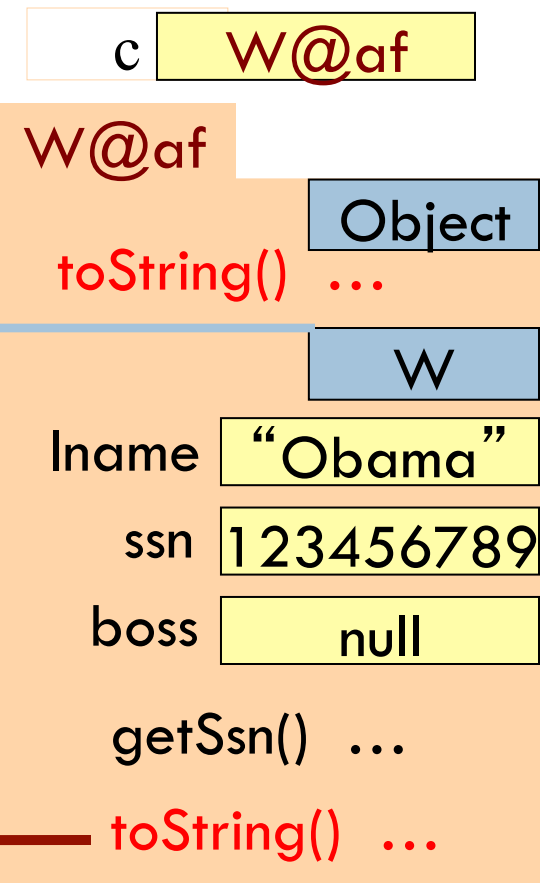 c W@af
W@af
Object
toString() …
W
lname “Obama”
ssn 123456789
boss null
getSsn() …
toString() …